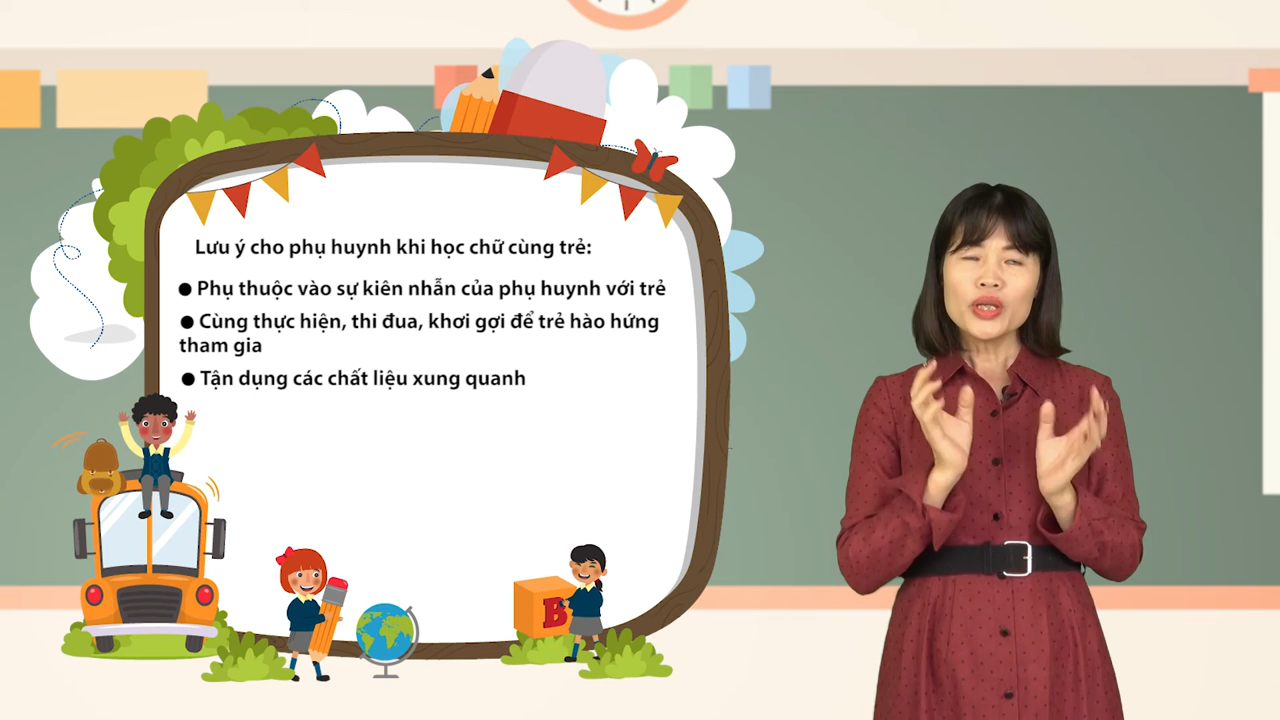 Lưu ý cho phụ huynh khi học chữ cùng trẻ:
● Phụ thuộc vào sự kiên nhẫn của phụ huynh với trẻ
● Cùng thực hiện, thi đua, khơi gợi để trẻ hào hứng
tham gia
● Tận dụng các chất liệu xung quanh
B